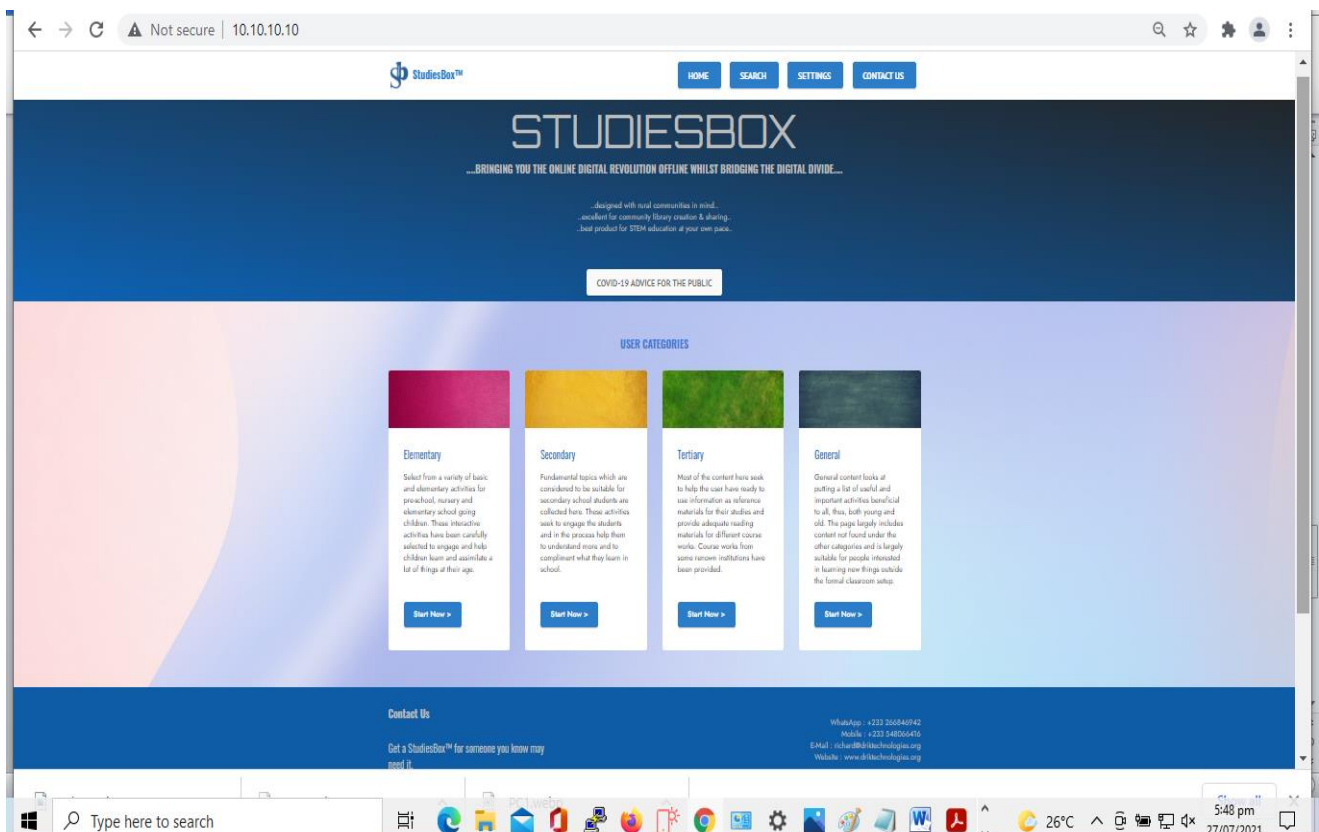 Not secure | 10.10.10.10
StudiesBox™
HOME SEARCH SETTINGS CONTACT US
STUDIESBOX
....BRINGING YOU THE ONLINE DIGITAL REVOLUTION OFFLINE WHILST BRIDGING THE DIGITAL DIVIDE....
..designed with rural communities in mind..
..excellent for community library creation & sharing..
..best product for STEM education at your own pace..
COVID-19 ADVICE FOR THE PUBLIC
USER CATEGORIES
Elementary
Select from a variety of basic
and elementary activities for
pre-school, nursery and
elementary school going
children. These interactive
activities have been carefully
selected to engage and help
children learn and assimilate a
lot of things at their age.
Start Now >
Secondary
Fundamental topics which are
considered to be suitable for
secondary school students are
collected here. These activities
seek to engage the students
and in the process help them
to understand more and to
compliment what they learn in
school.
Start Now >
Tertiary
Most of the content here seek
to help the user have ready to
use information as reference
materials for their studies and
provide adequate reading
materials for different course
works. Course works from
some renown institutions have
been provided.
Start Now >
General
General content looks at
putting a list of useful and
important activities beneficial
to all, thus, both young and
old. The page largely includes
content not found under the
other categories and is largely
suitable for people interested
in learning new things outside
the formal classroom setup.
Start Now >
Contact Us
Get a StudiesBox™ for someone you know may
need it.
WhatsApp : +233 266846942
Mobile : +233 548066416
E-Mail : richard@driktechnologies.org
Website : www.driktechnologies.org
PC1.webp
Show all
Type here to search
26°C
5:48 pm
27/07/2021